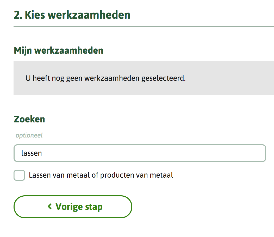 2. Kies werkzaamheden
Mijn werkzaamheden
U heeft nog geen werkzaamheden geselecteerd.
Zoeken
optioneel
lassen
Lassen van metaal of producten van metaal
< Vorige stap